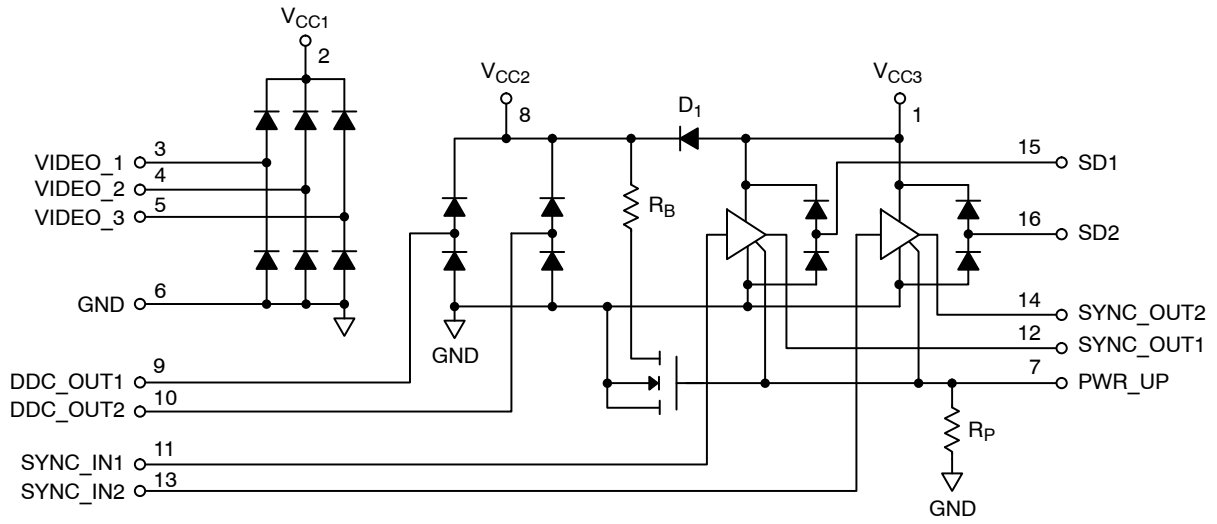 VCC1
2
VCC2
8
D1
VCC3
1
VIDEO_1 3
VIDEO_2 4
VIDEO_3 5
15 SD1
RB
16 SD2
GND 6
GND
14 SYNC_OUT2
12 SYNC_OUT1
7 PWR_UP
DDC_OUT1 9
DDC_OUT2 10
RP
SYNC_IN1 11
SYNC_IN2 13
GND